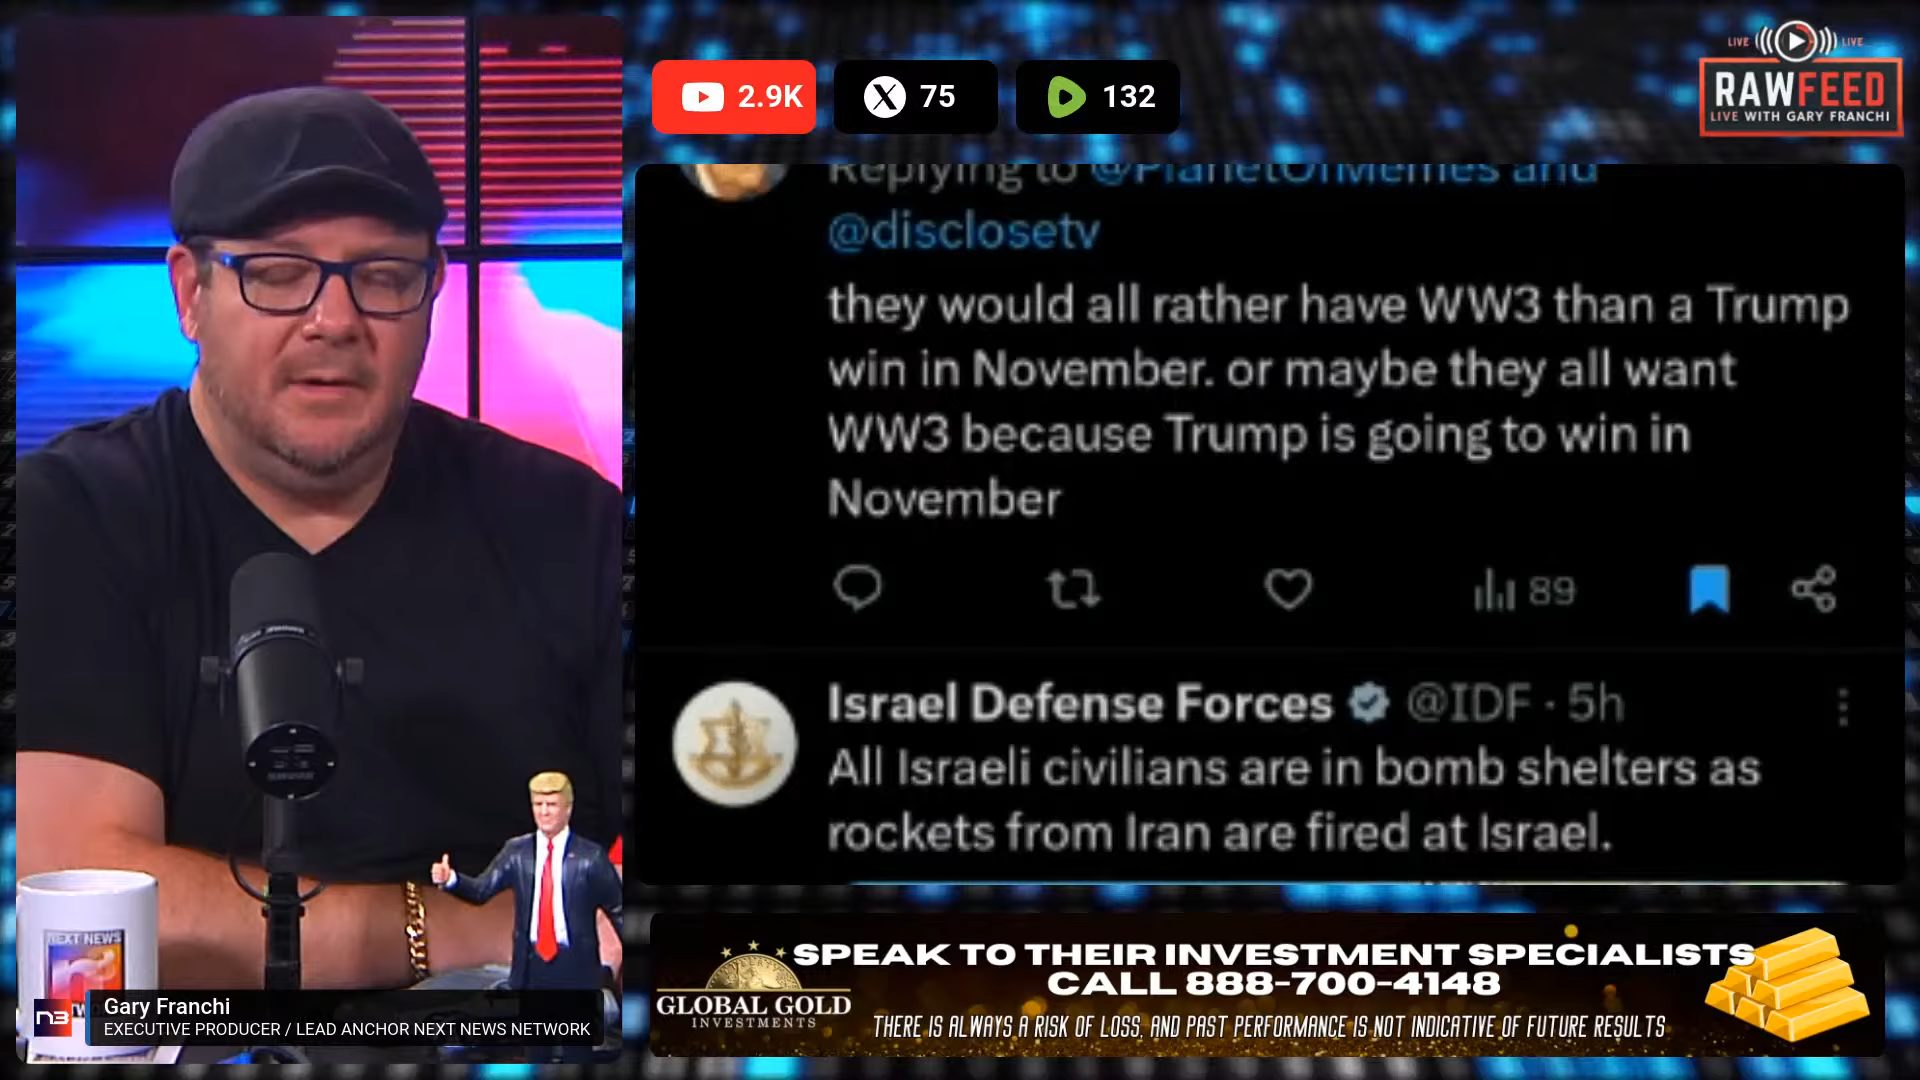 2.9K
75
132
LIVE LIVE
RAWFEED
LIVE WITH GARY FRANCHI
Replying to @PlanetOfMemes and
@disclosetv
they would all rather have WW3 than a Trump
win in November. or maybe they all want
WW3 because Trump is going to win in
November
89
Israel Defense Forces @IDF · 5h
All Israeli civilians are in bomb shelters as
rockets from Iran are fired at Israel.
NEXT NEWS
n3
Gary Franchi
EXECUTIVE PRODUCER / LEAD ANCHOR NEXT NEWS NETWORK
GLOBAL GOLD
INVESTMENTS
SPEAK TO THEIR INVESTMENT SPECIALISTS
CALL 888-700-4148
THERE IS ALWAYS A RISK OF LOSS, AND PAST PERFORMANCE IS NOT INDICATIVE OF FUTURE RESULTS